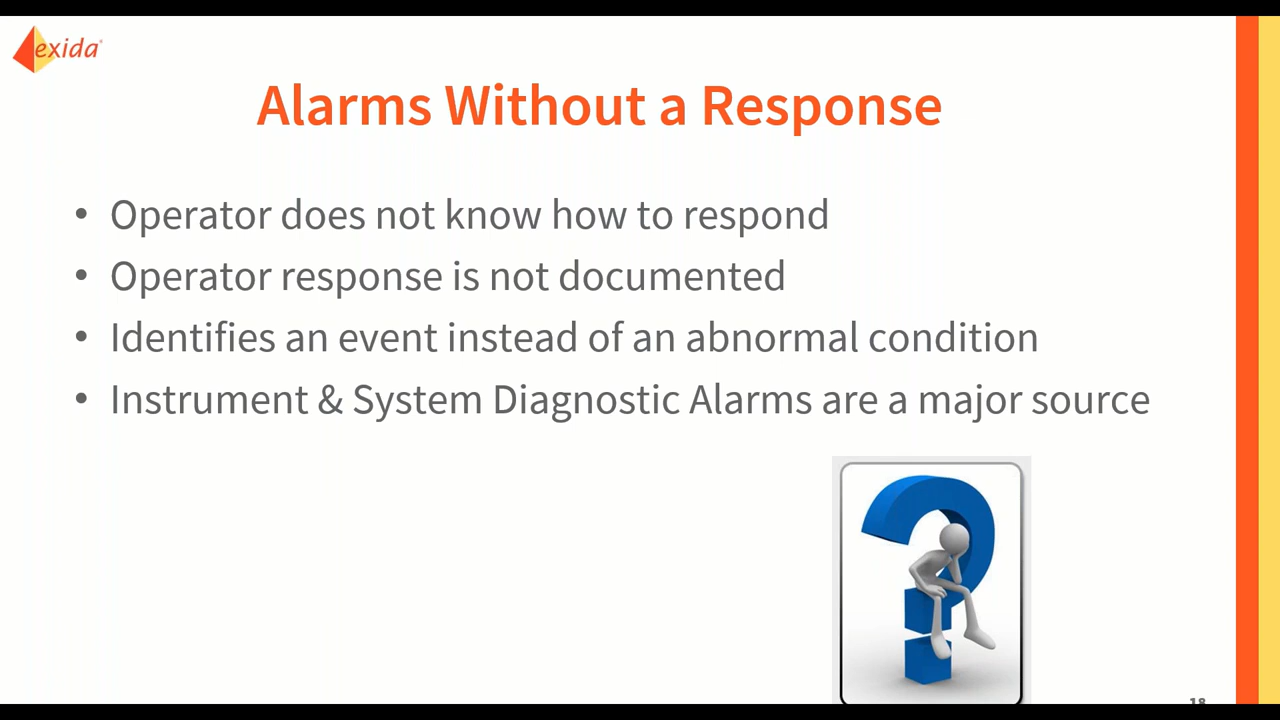 exida
Alarms Without a Response
• Operator does not know how to respond
• Operator response is not documented
• Identifies an event instead of an abnormal condition
• Instrument & System Diagnostic Alarms are a major source
18